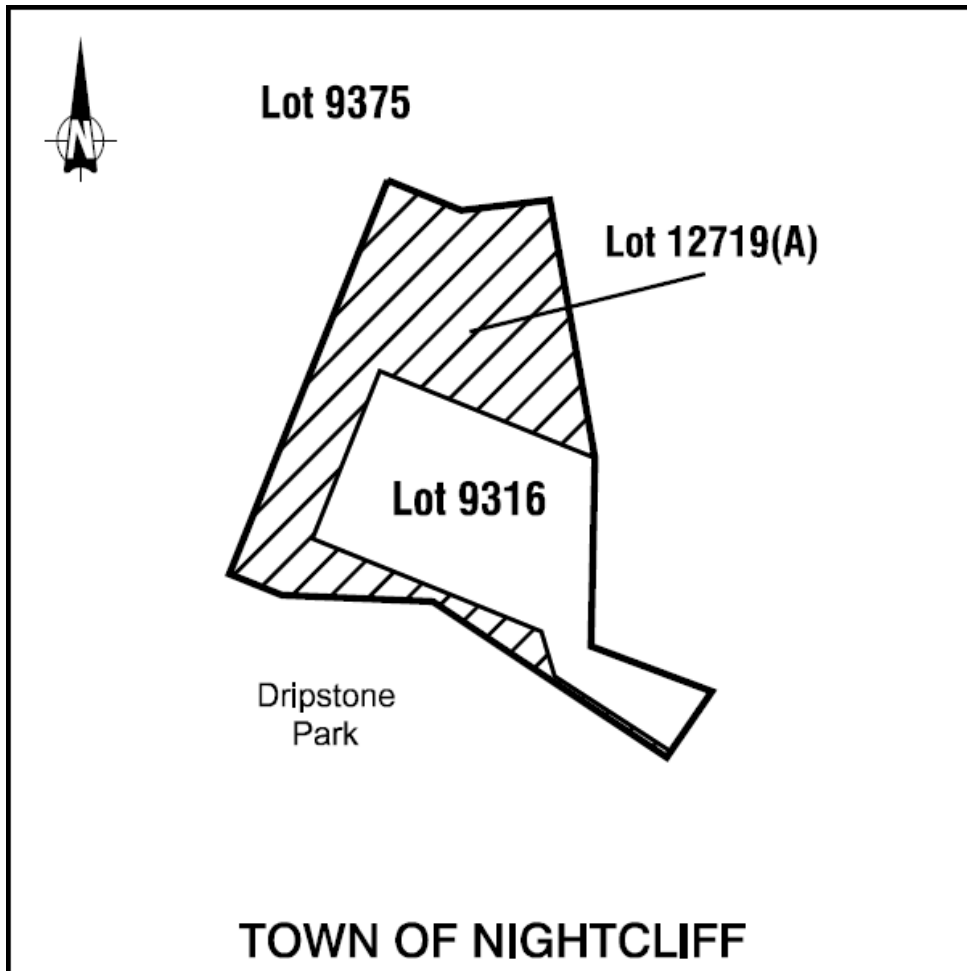 N
Lot 9375
Lot 12719(A)
Lot 9316
Dripstone
Park
TOWN OF NIGHTCLIFF